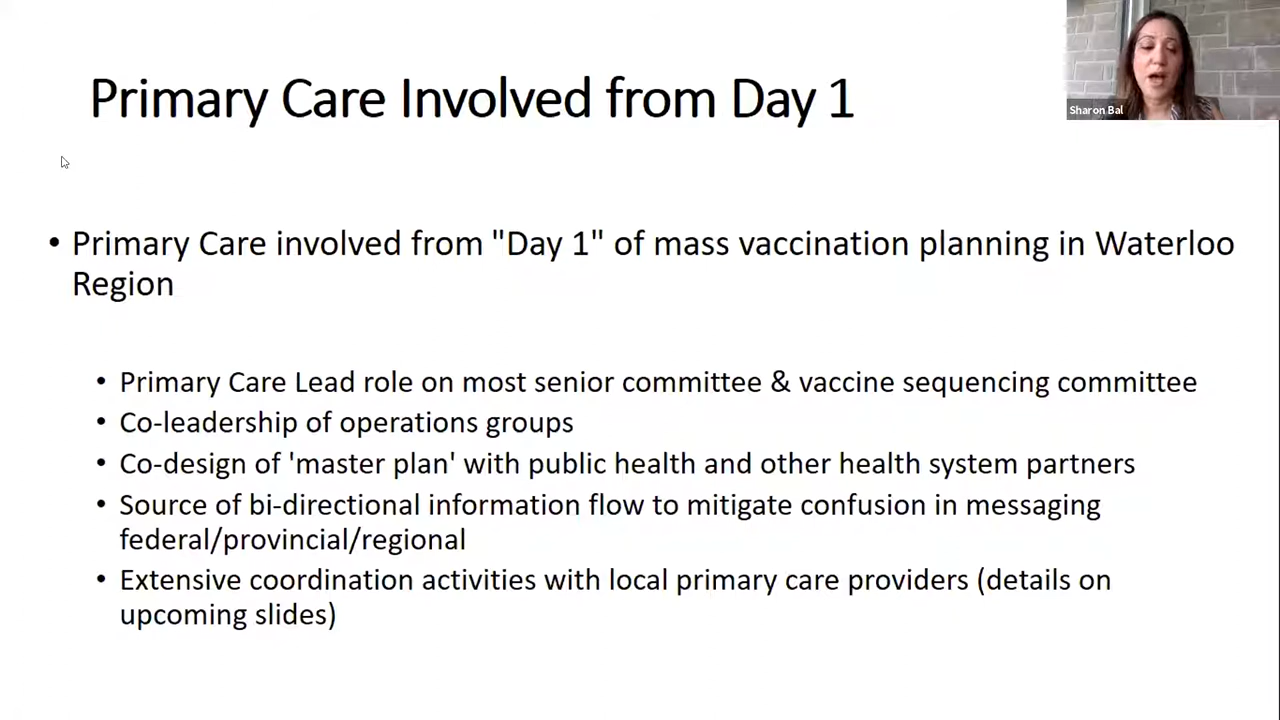 Primary Care Involved from Day 1
Sharon Bal
• Primary Care involved from "Day 1" of mass vaccination planning in Waterloo
Region
• Primary Care Lead role on most senior committee & vaccine sequencing committee
• Co-leadership of operations groups
• Co-design of 'master plan' with public health and other health system partners
• Source of bi-directional information flow to mitigate confusion in messaging
federal/provincial/regional
• Extensive coordination activities with local primary care providers (details on
upcoming slides)